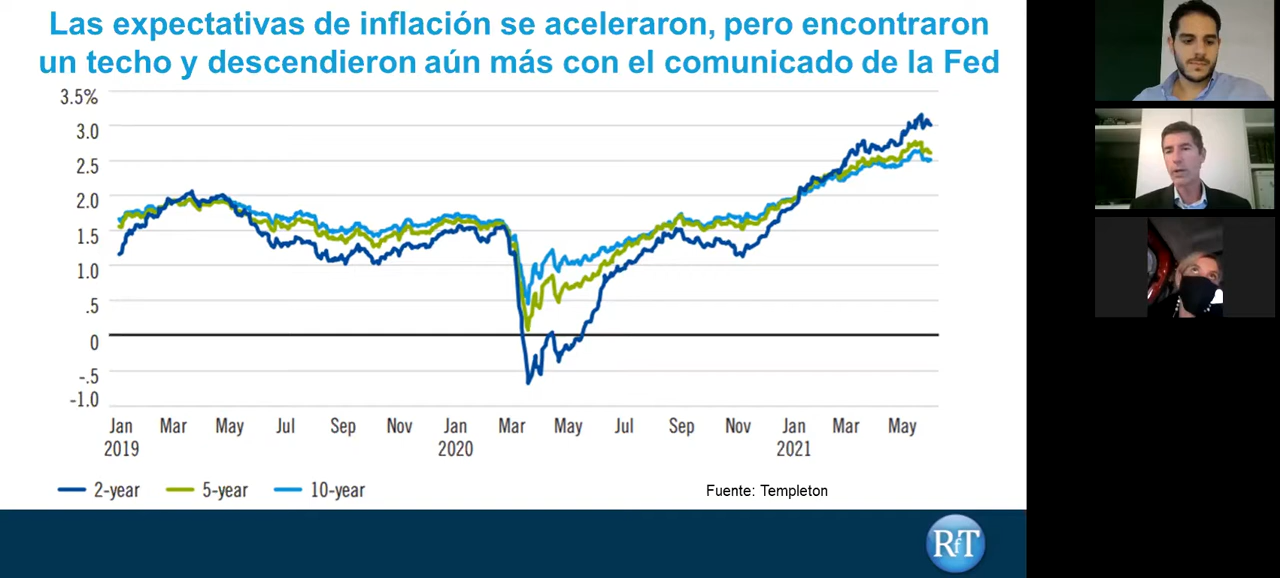 Las expectativas de inflación se aceleraron, pero encontraron
un techo y descendieron aún más con el comunicado de la Fed
3.5%
3.0
2.5
2.0
1.5
1.0
.5
0
-.5
-1.0
Jan Mar May Jul Sep Nov Jan Mar May Jul Sep Nov Jan Mar May
2019 2020 2021
2-year 5-year 10-year
Fuente: Templeton
RfT